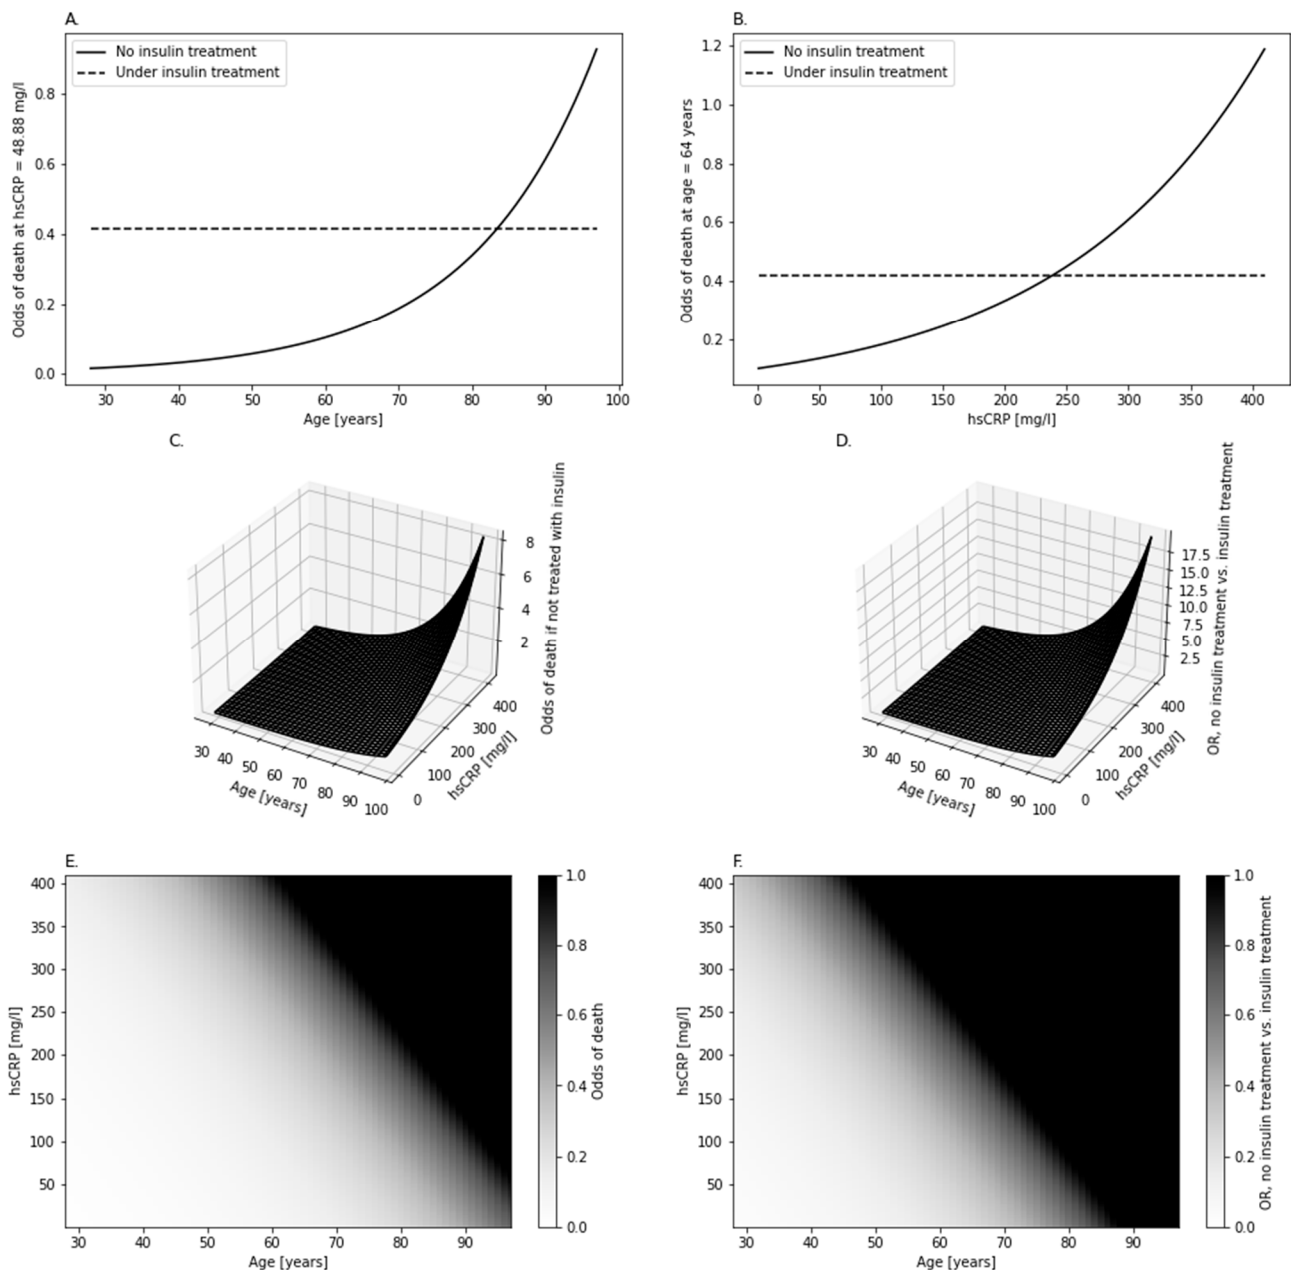 A.
No insulin treatment
Under insulin treatment
Odds of death at hsCRP = 48.88 mg/l
0.8
0.6
0.4
0.2
0.0
30 40 50 60 70 80 90 100
Age [years]
B.
No insulin treatment
Under insulin treatment
Odds of death at age = 64 years
1.2
1.0
0.8
0.6
0.4
0.2
0 50 100 150 200 250 300 350 400
hsCRP [mg/l]
C.
Odds of death if not treated with insulin
8
6
4
2
400
300
200
100
0
hsCRP [mg/l]
30 40 50 60 70 80 90 100
Age [years]
D.
OR, no insulin treatment vs. insulin treatment
17.5
15.0
12.5
10.0
7.5
5.0
2.5
400
300
200
100
0
hsCRP [mg/l]
30 40 50 60 70 80 90 100
Age [years]
E.
hsCRP [mg/l]
400
350
300
250
200
150
100
50
30 40 50 60 70 80 90
Age [years]
1.0
0.8
0.6
0.4
0.2
0.0
Odds of death
F.
hsCRP [mg/l]
400
350
300
250
200
150
100
50
30 40 50 60 70 80 90
Age [years]
1.0
0.8
0.6
0.4
0.2
0.0
OR, no insulin treatment vs. insulin treatment